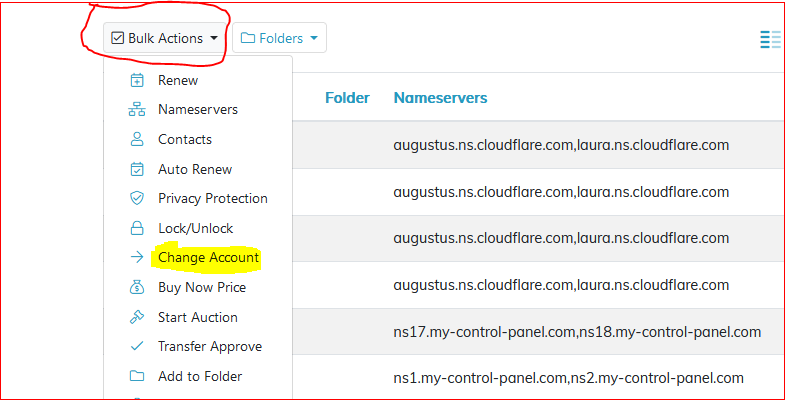 Bulk Actions Folders
Renew
Folder Nameservers
Nameservers
Contacts
augustus.ns.cloudflare.com,laura.ns.cloudflare.com
Auto Renew
Privacy Protection
augustus.ns.cloudflare.com,laura.ns.cloudflare.com
Lock/Unlock
augustus.ns.cloudflare.com,laura.ns.cloudflare.com
Change Account
Buy Now Price
augustus.ns.cloudflare.com,laura.ns.cloudflare.com
Start Auction
ns17.my-control-panel.com,ns18.my-control-panel.com
Transfer Approve
Add to Folder
ns1.my-control-panel.com,ns2.my-control-panel.com